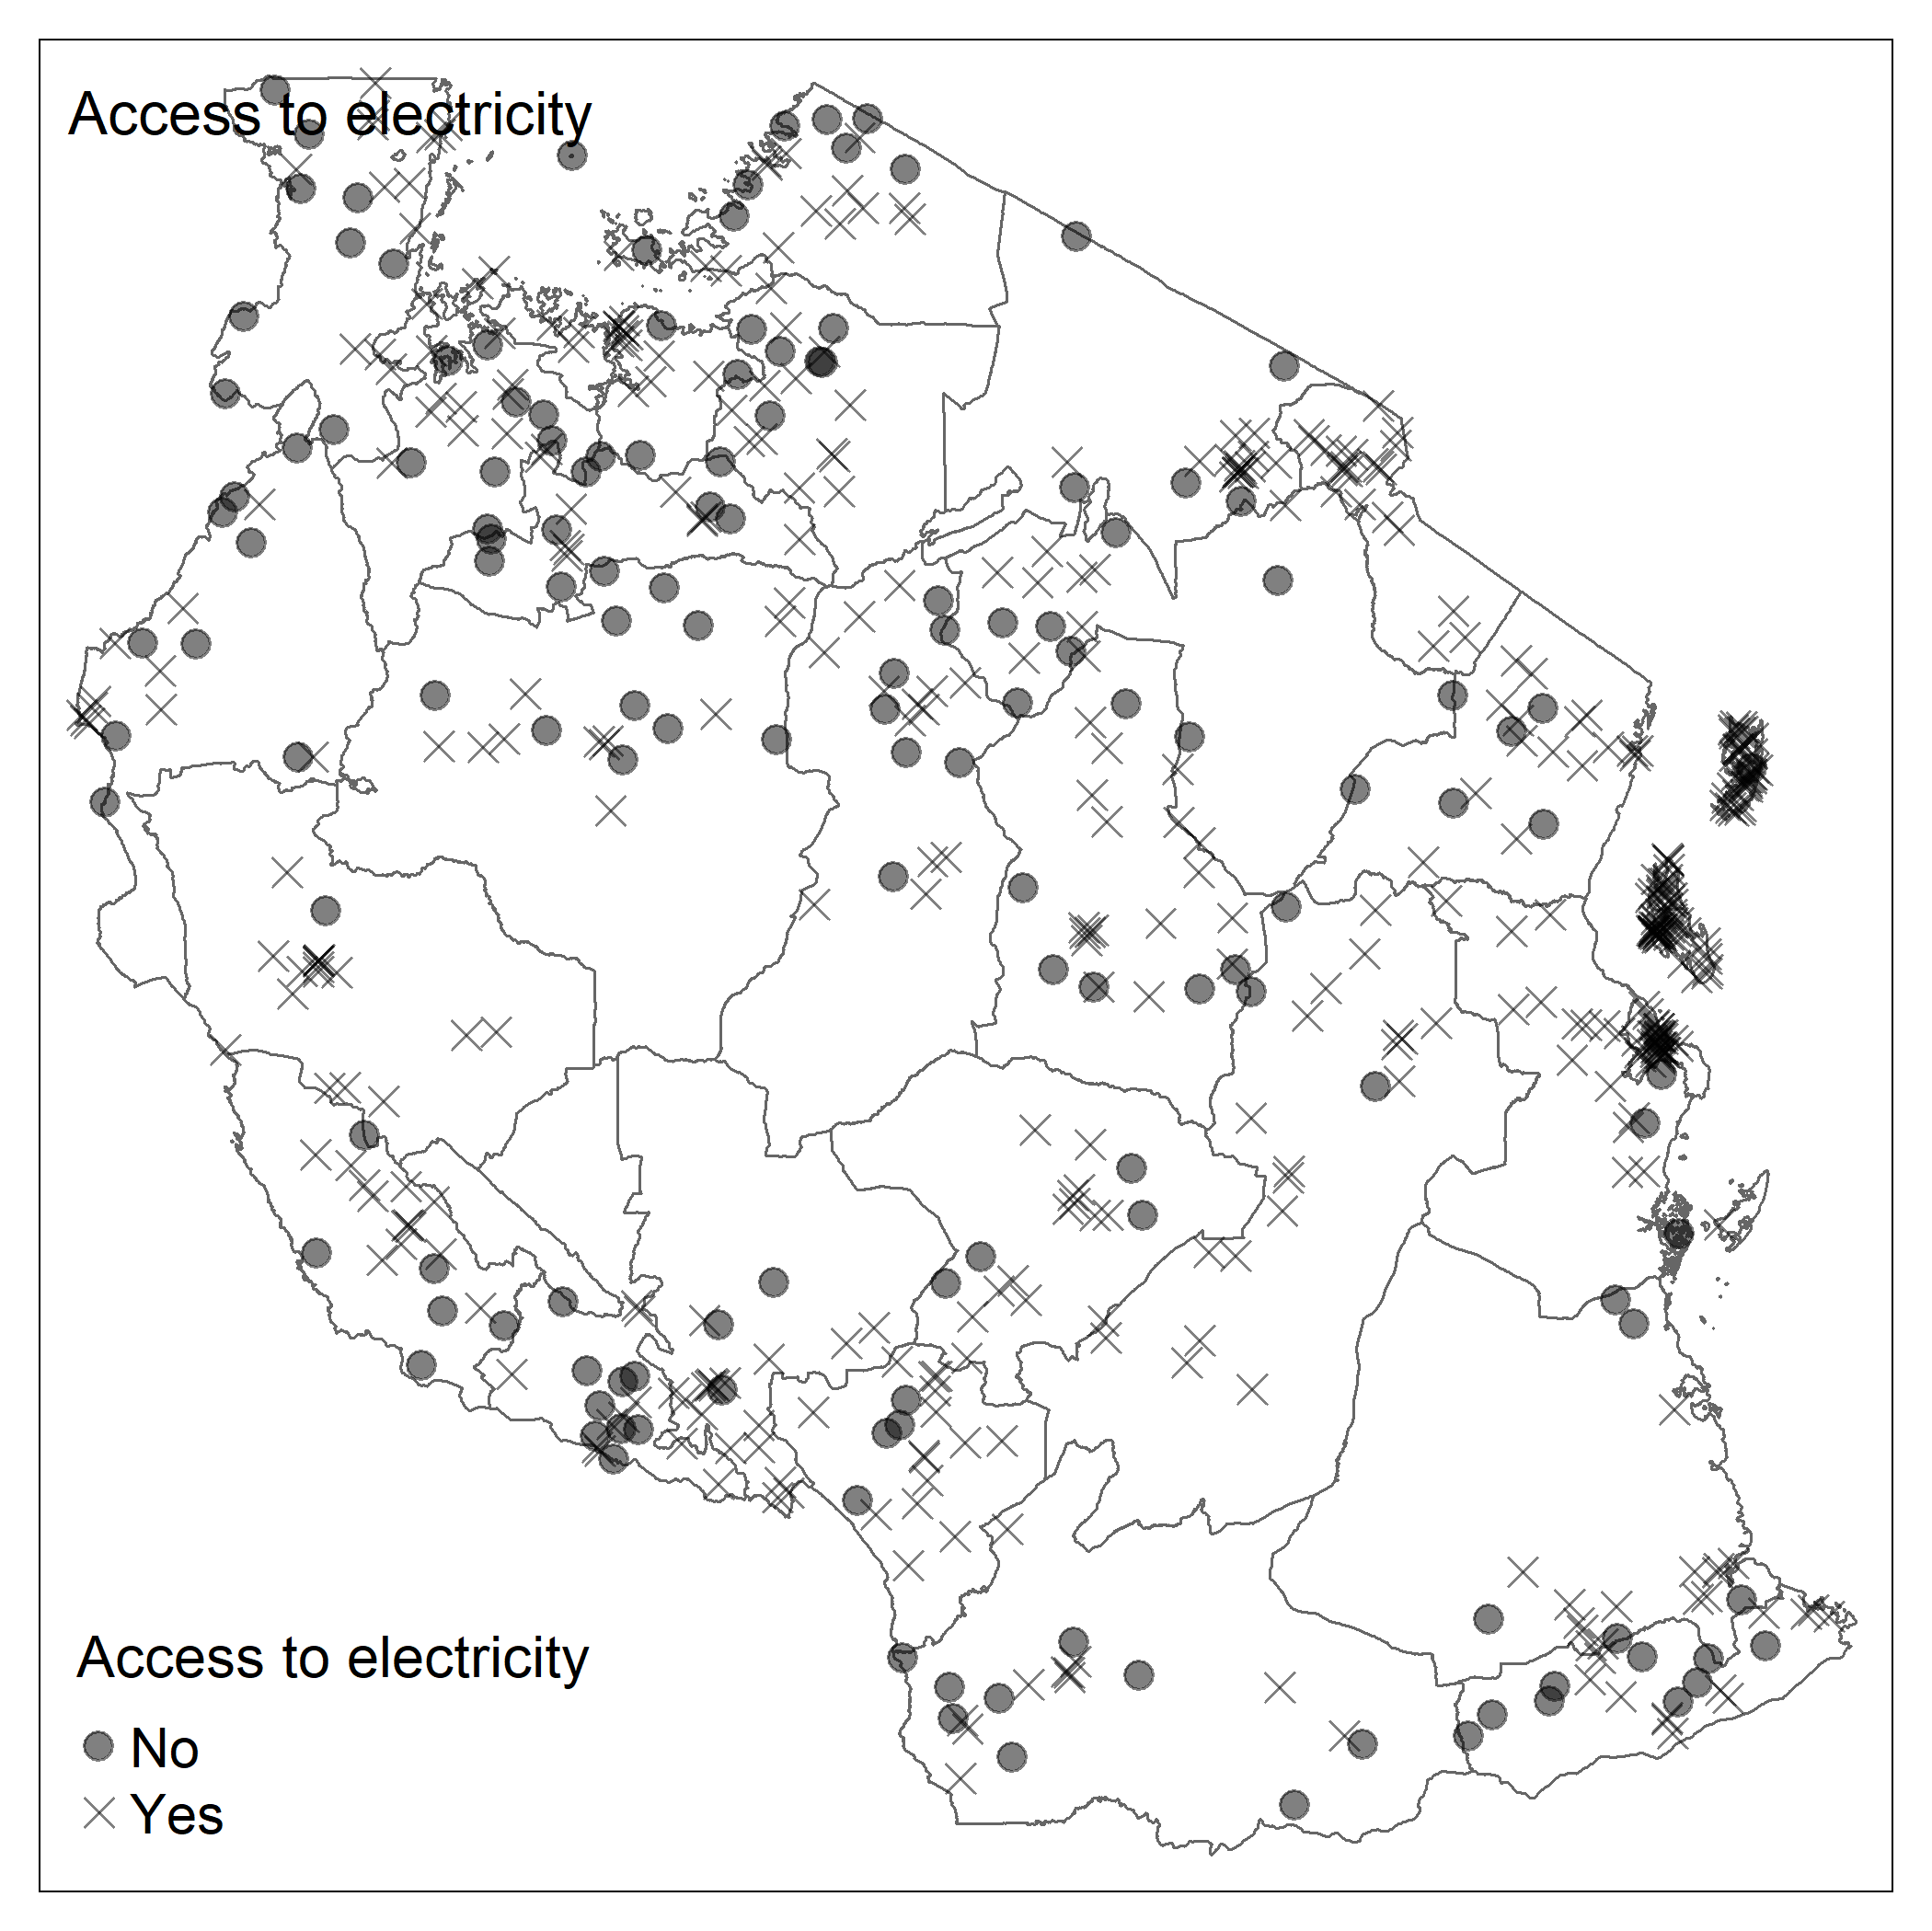 Access to electricity
Access to electricity
No
Yes